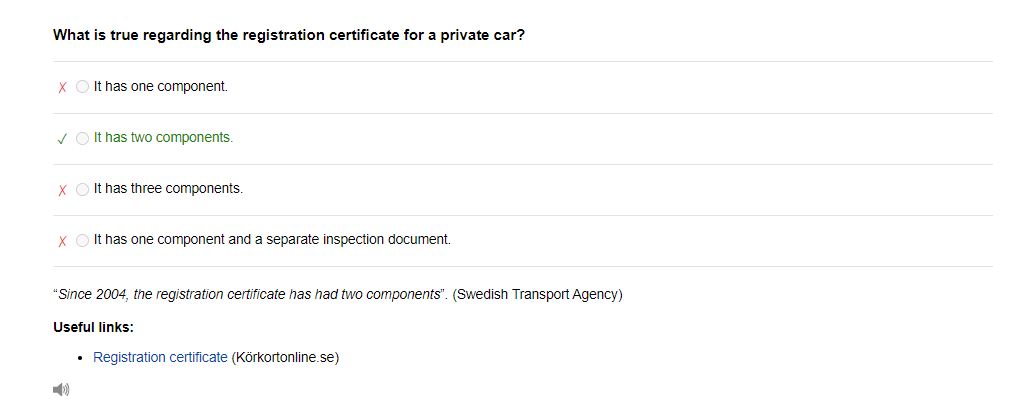 What is true regarding the registration certificate for a private car?
It has one component.
It has two components.
It has three components.
It has one component and a separate inspection document.
“Since 2004, the registration certificate has had two components”. (Swedish Transport Agency)
Useful links:
• Registration certificate (Körkortonline.se)